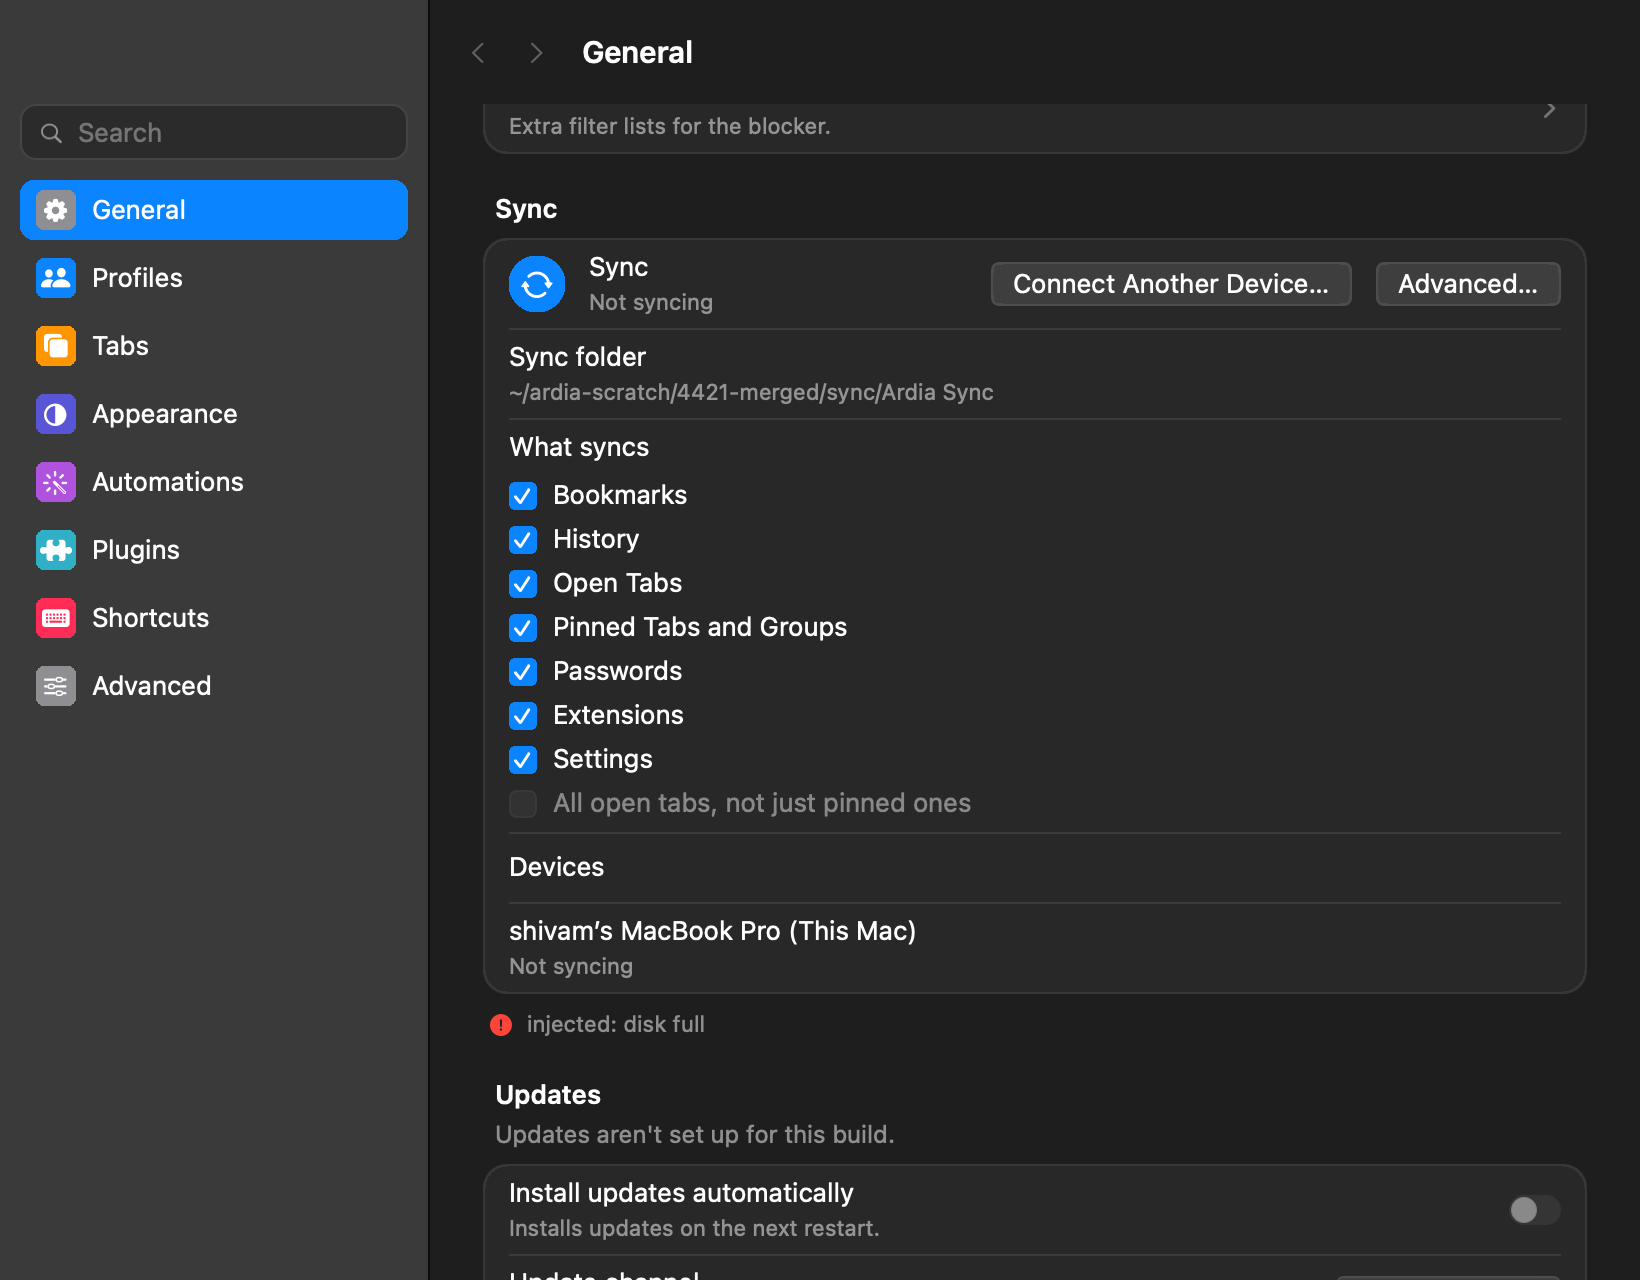 General
Search
General
Profiles
Tabs
Appearance
Automations
Plugins
Shortcuts
Advanced
Extra filter lists for the blocker.
Sync
Sync
Not syncing
Connect Another Device...
Advanced...
Sync folder
~/ardia-scratch/4421-merged/sync/Ardia Sync
What syncs
Bookmarks
History
Open Tabs
Pinned Tabs and Groups
Passwords
Extensions
Settings
All open tabs, not just pinned ones
Devices
shivam’s MacBook Pro (This Mac)
Not syncing
injected: disk full
Updates
Updates aren't set up for this build.
Install updates automatically
Installs updates on the next restart.
Update channel